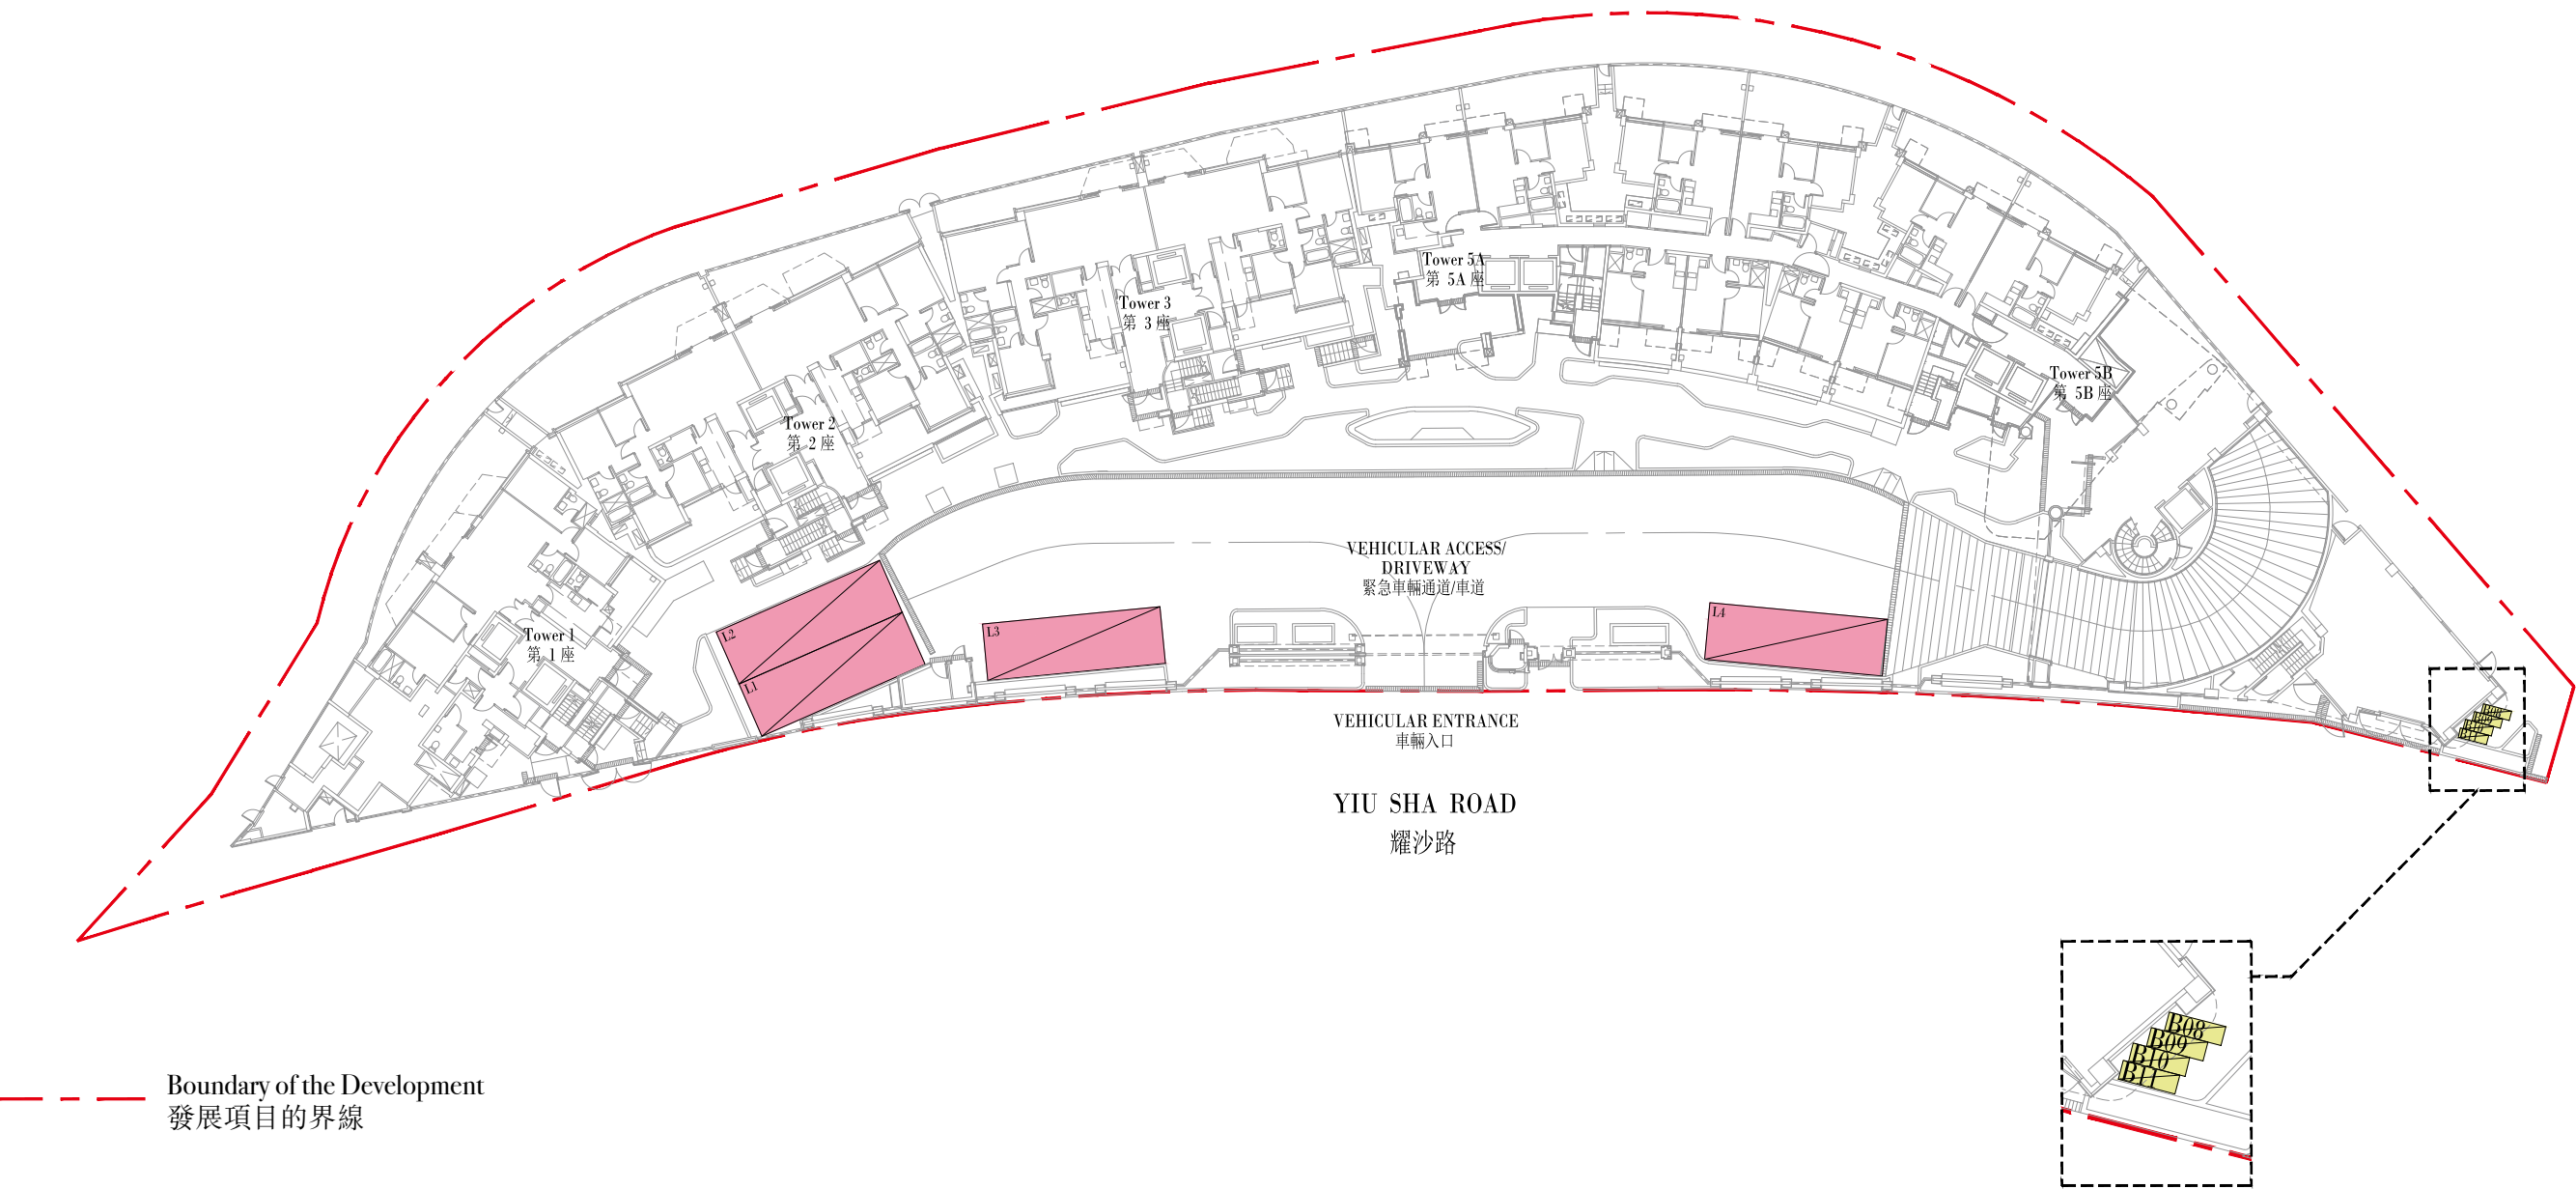 Tower 5A
第 5A 座
Tower 3
第 3 座
Tower 5B
第 5B 座
Tower 2
第 2 座
VEHICULAR ACCESS/
DRIVEWAY
緊急車輛通道/車道
L2
L3
L4
Tower 1
第 1 座
L1
VEHICULAR ENTRANCE
車輛入口
YIU SHA ROAD
耀沙路
B08
B09
B10
B11
Boundary of the Development
發展項目的界線